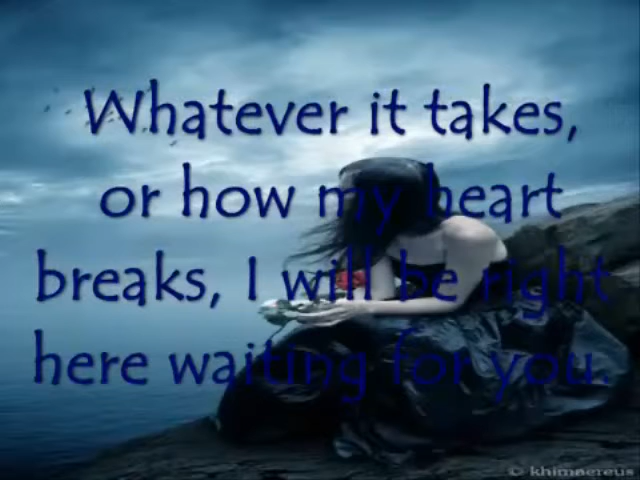 Whatever it takes,
or how my heart
breaks, I will be right
here waiting for you.
© khimnereus